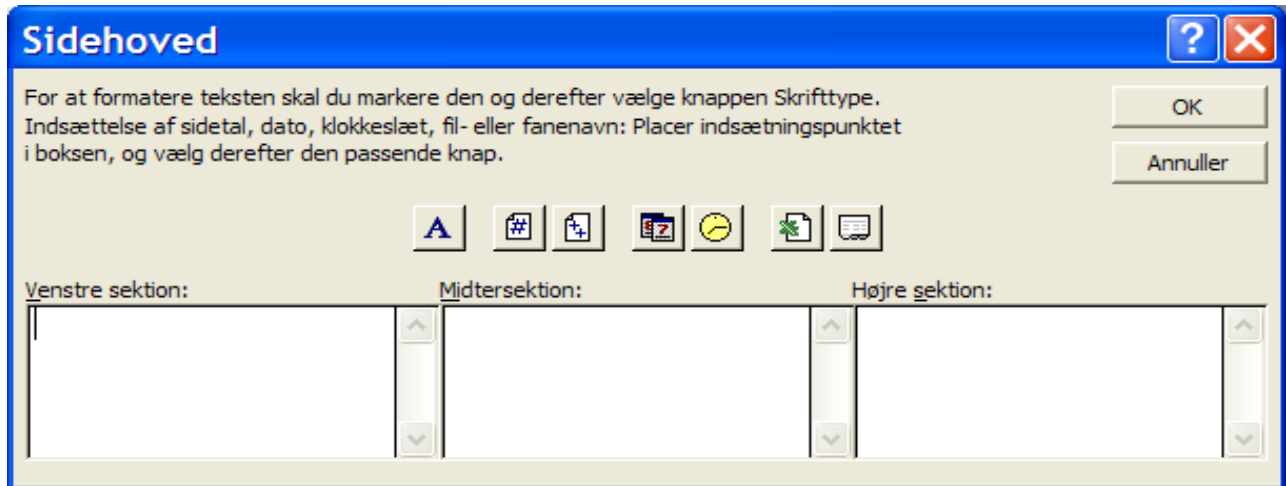 Sidehoved
For at formatere teksten skal du markere den og derefter vælge knappen Skrifttype.
Indsættelse af sidetal, dato, klokkeslæt, fil- eller fanenavn: Placer indsætningspunktet
i boksen, og vælg derefter den passende knap.
OK
Annuller
Venstre sektion:
Midtersektion:
Højre sektion: